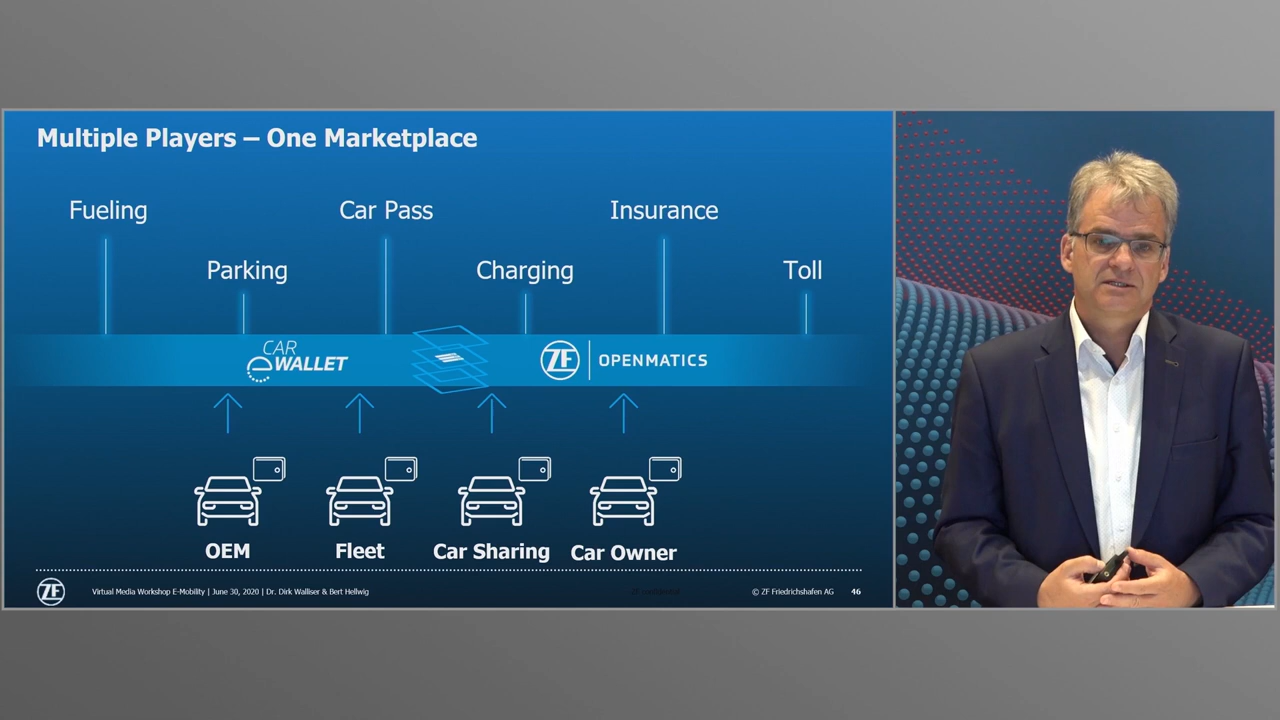 Multiple Players – One Marketplace
Fueling
Car Pass
Insurance
Parking
Charging
Toll
CAR
eWALLET
ZF
OPENMATICS
OEM
Fleet
Car Sharing
Car Owner
ZF
Virtual Media Workshop E-Mobility | June 30, 2020 | Dr. Dirk Walliser & Bert Hellwig
© ZF Friedrichshafen AG
46